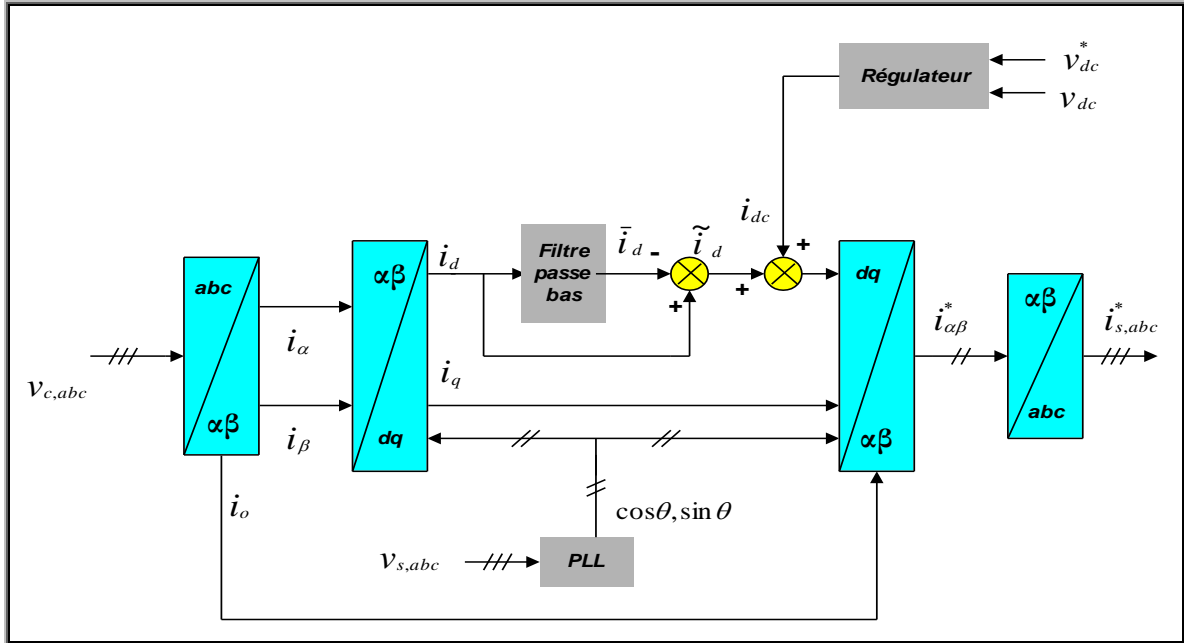 v*dc
Régulateur
vdc
idc
+
īd
-
ĩd
Filtre
passe
bas
id
αβ
dq
abc
+
+
i*αβ
αβ
i*s,abc
iα
vc,abc
iq
αβ
iβ
dq
αβ
abc
io
cosθ, sin θ
vs,abc
PLL